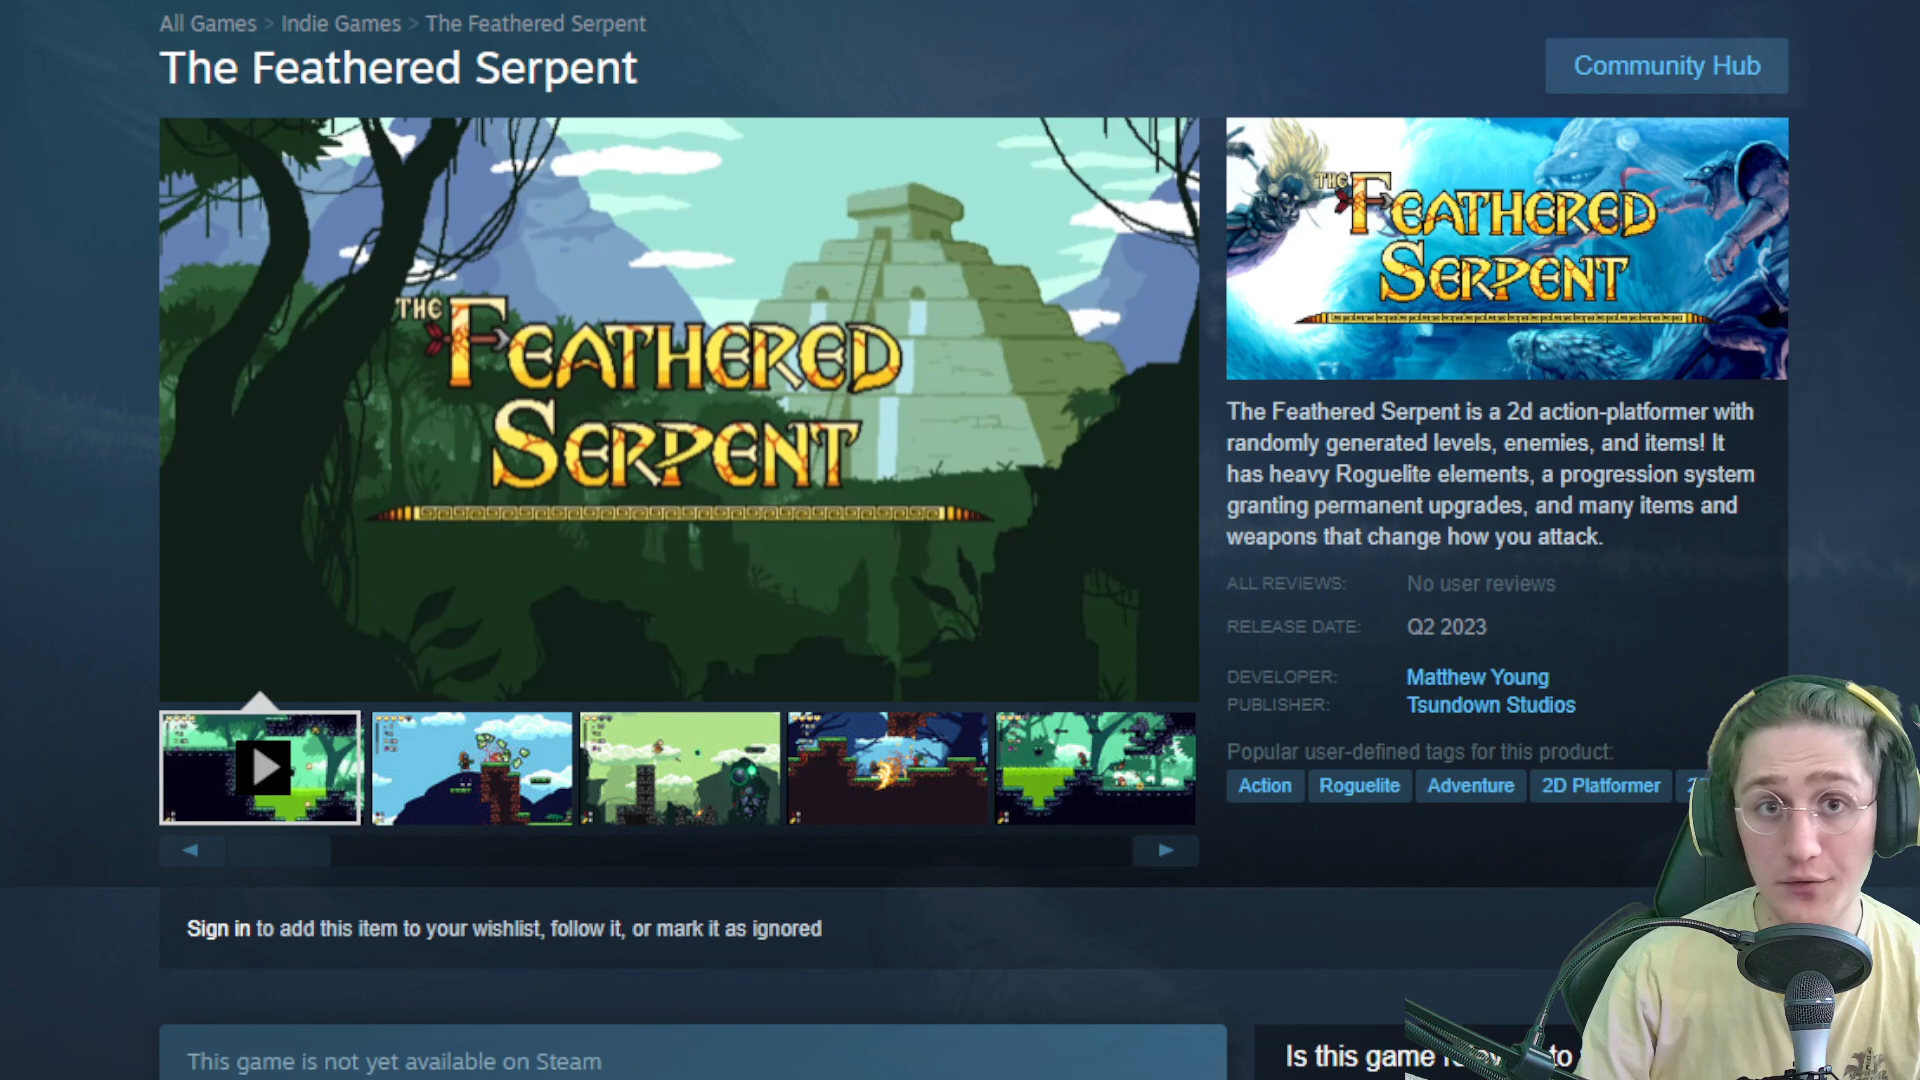 All Games > Indie Games > The Feathered Serpent
The Feathered Serpent
Community Hub
THE
FEATHERED
SERPENT
THE
FEATHERED
SERPENT
The Feathered Serpent is a 2d action-platformer with
randomly generated levels, enemies, and items! It
has heavy Roguelite elements, a progression system
granting permanent upgrades, and many items and
weapons that change how you attack.
ALL REVIEWS: No user reviews
RELEASE DATE: Q2 2023
DEVELOPER: Matthew Young
PUBLISHER: Tsundown Studios
Popular user-defined tags for this product:
Action Roguelite Adventure 2D Platformer
Sign in to add this item to your wishlist, follow it, or mark it as ignored
This game is not yet available on Steam
Is this game to